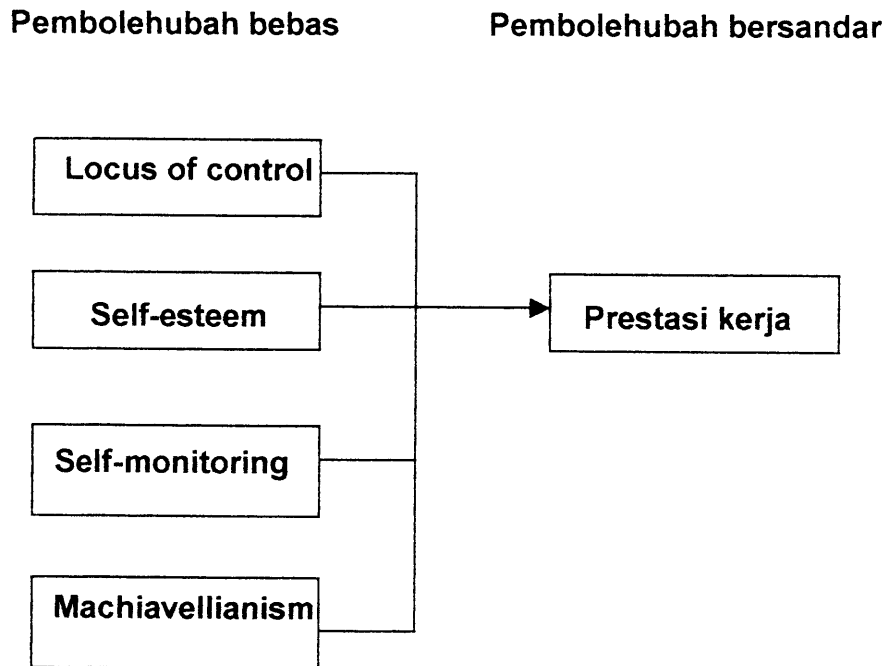 Pembolehubah bebas
Pembolehubah bersandar
Locus of control
Self-esteem
Prestasi kerja
Self-monitoring
Machiavellianism